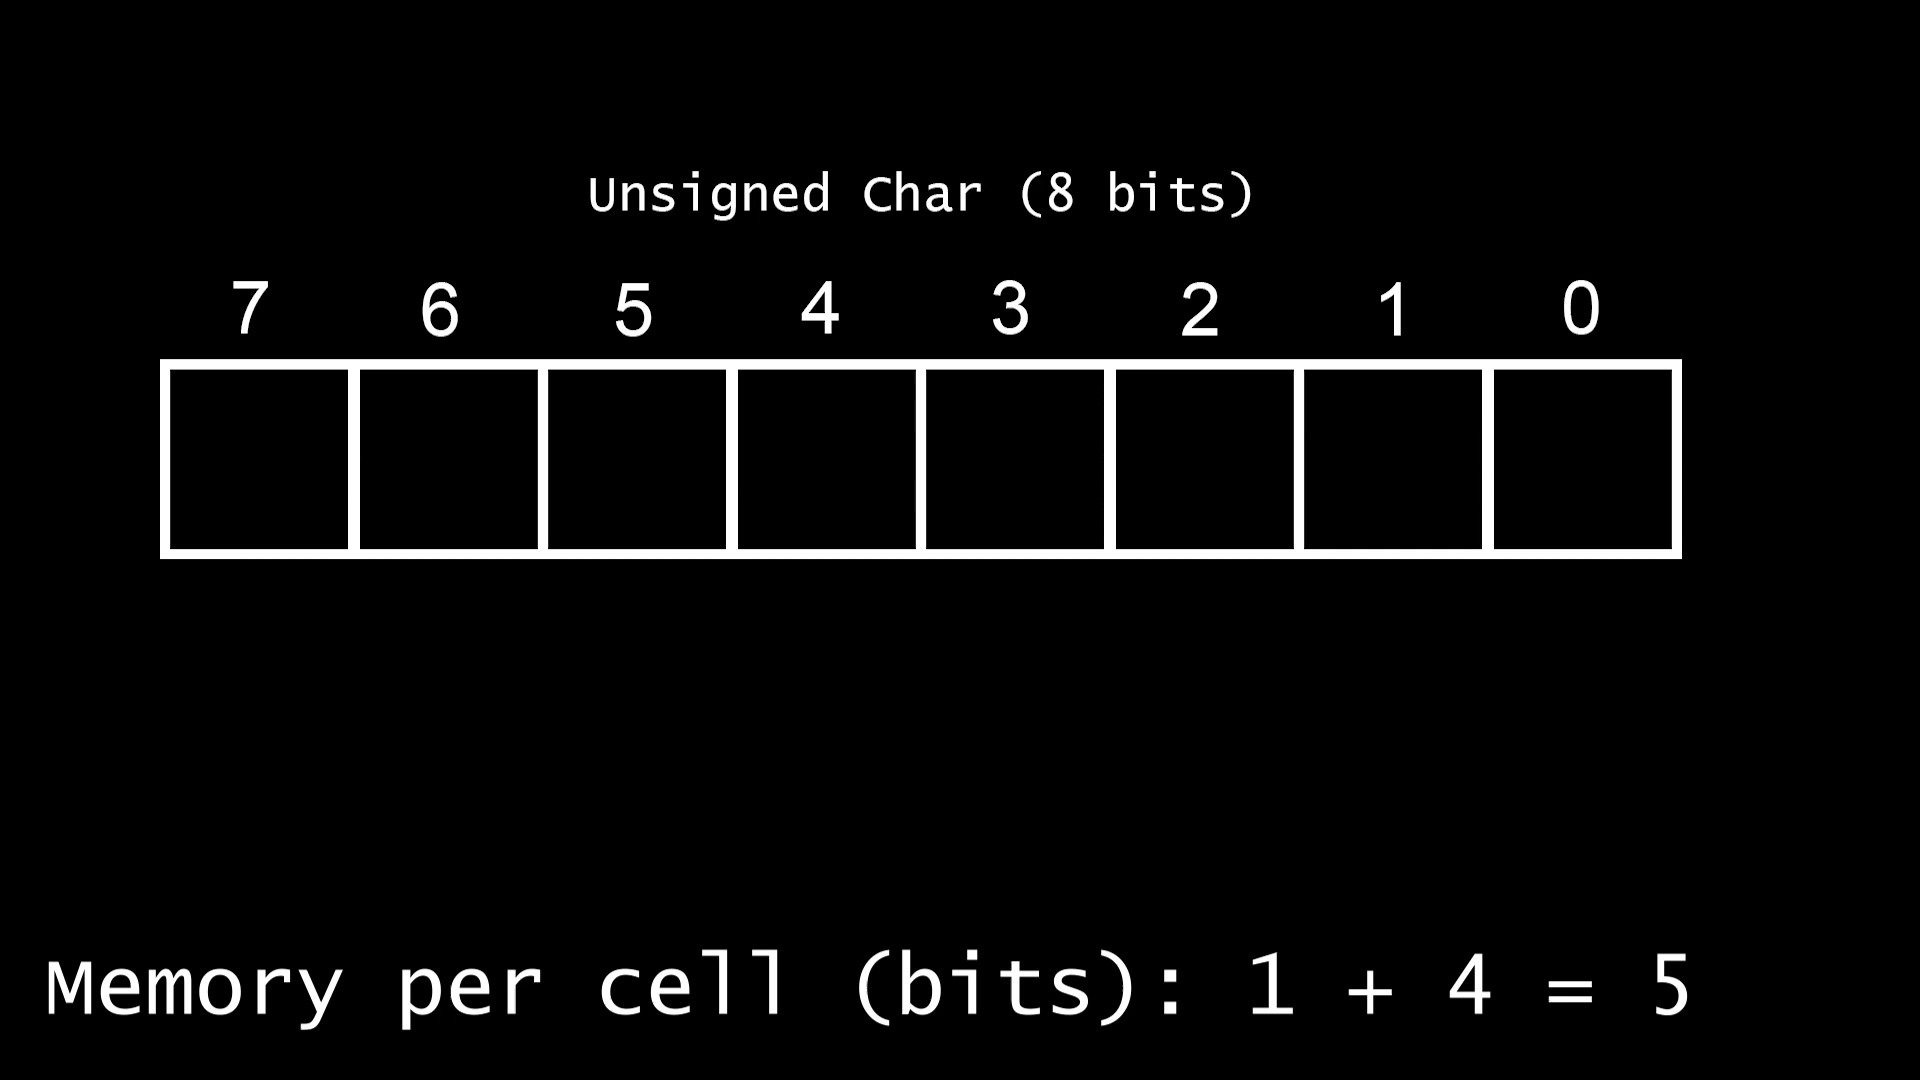 Unsigned Char (8 bits)
7 6 5 4 3 2 1 0
Memory per cell (bits): 1 + 4 = 5